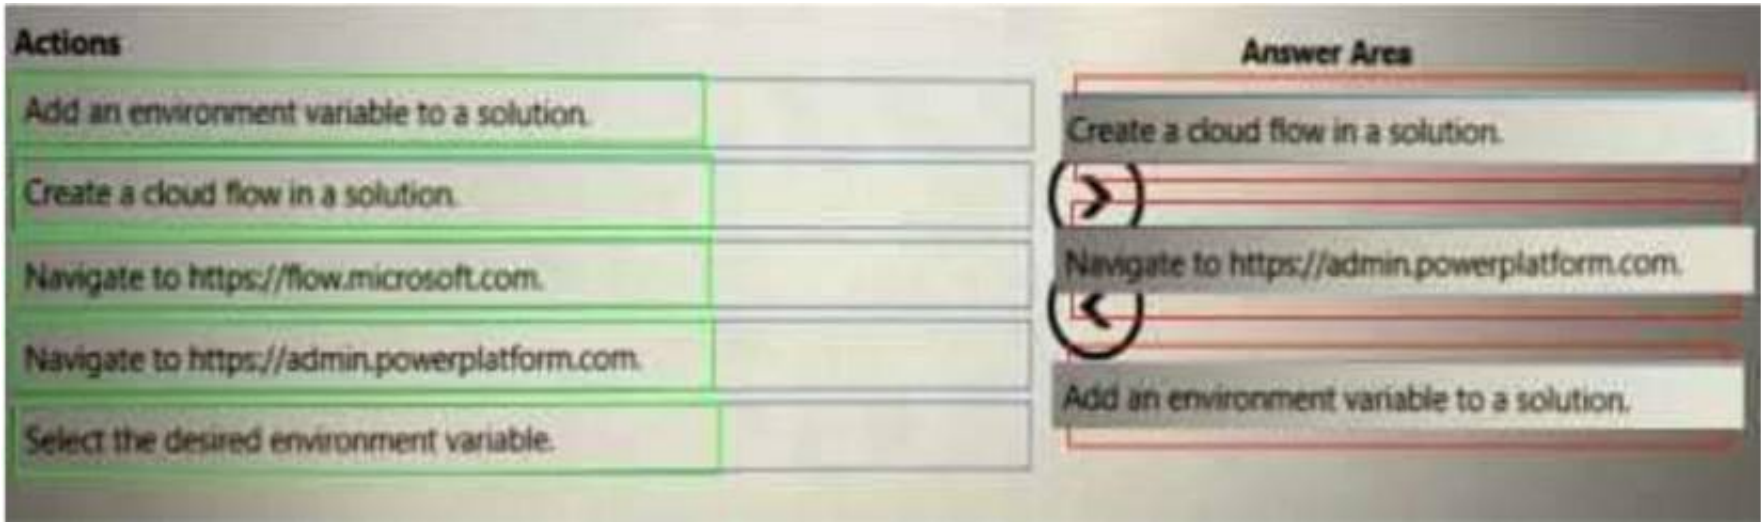 Actions
Add an environment variable to a solution.
Create a cloud flow in a solution.
Navigate to https://flow.microsoft.com.
Navigate to https://admin.powerplatform.com.
Select the desired environment variable.
Answer Area
Create a cloud flow in a solution.
Navigate to https://admin.powerplatform.com.
Add an environment variable to a solution.